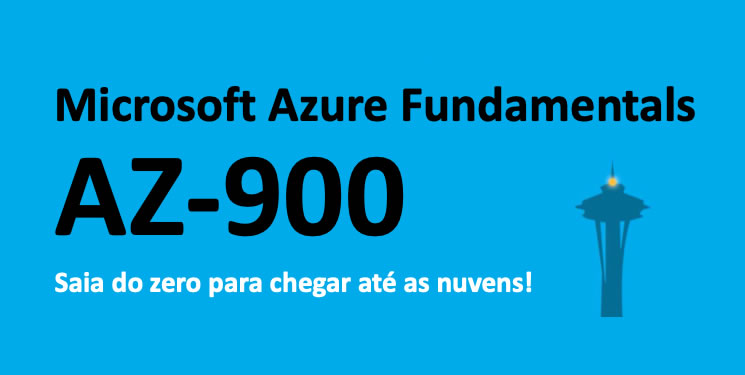 Microsoft Azure Fundamentals
AZ-900
Saia do zero para chegar até as nuvens!